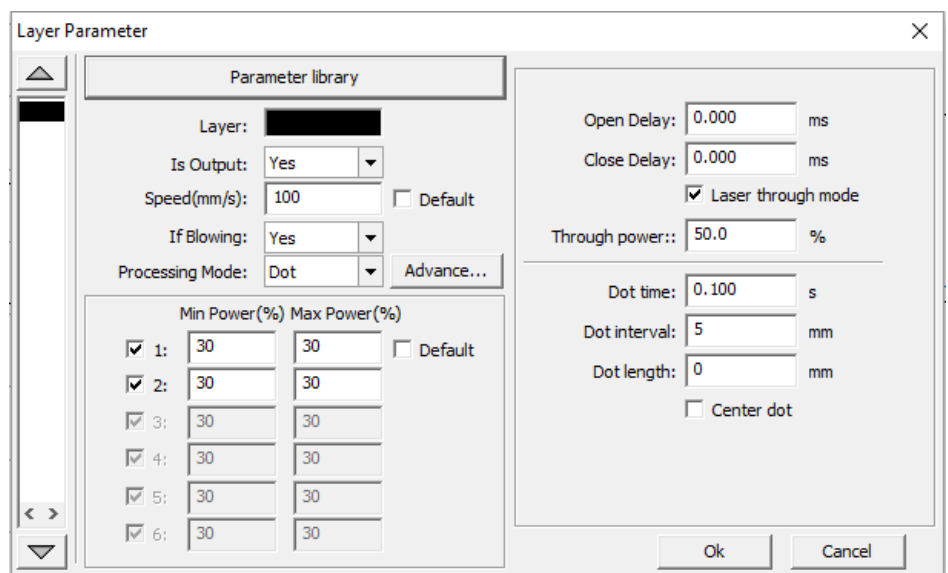 Layer Parameter
Parameter library
Layer:
Is Output: Yes
Speed(mm/s): 100 Default
If Blowing: Yes
Processing Mode: Dot Advance...
Min Power(%) Max Power(%)
1: 30 30 Default
2: 30 30
3: 30 30
4: 30 30
5: 30 30
6: 30 30
Open Delay: 0.000 ms
Close Delay: 0.000 ms
Laser through mode
Through power:: 50.0 %
Dot time: 0.100 s
Dot interval: 5 mm
Dot length: 0 mm
Center dot
Ok Cancel